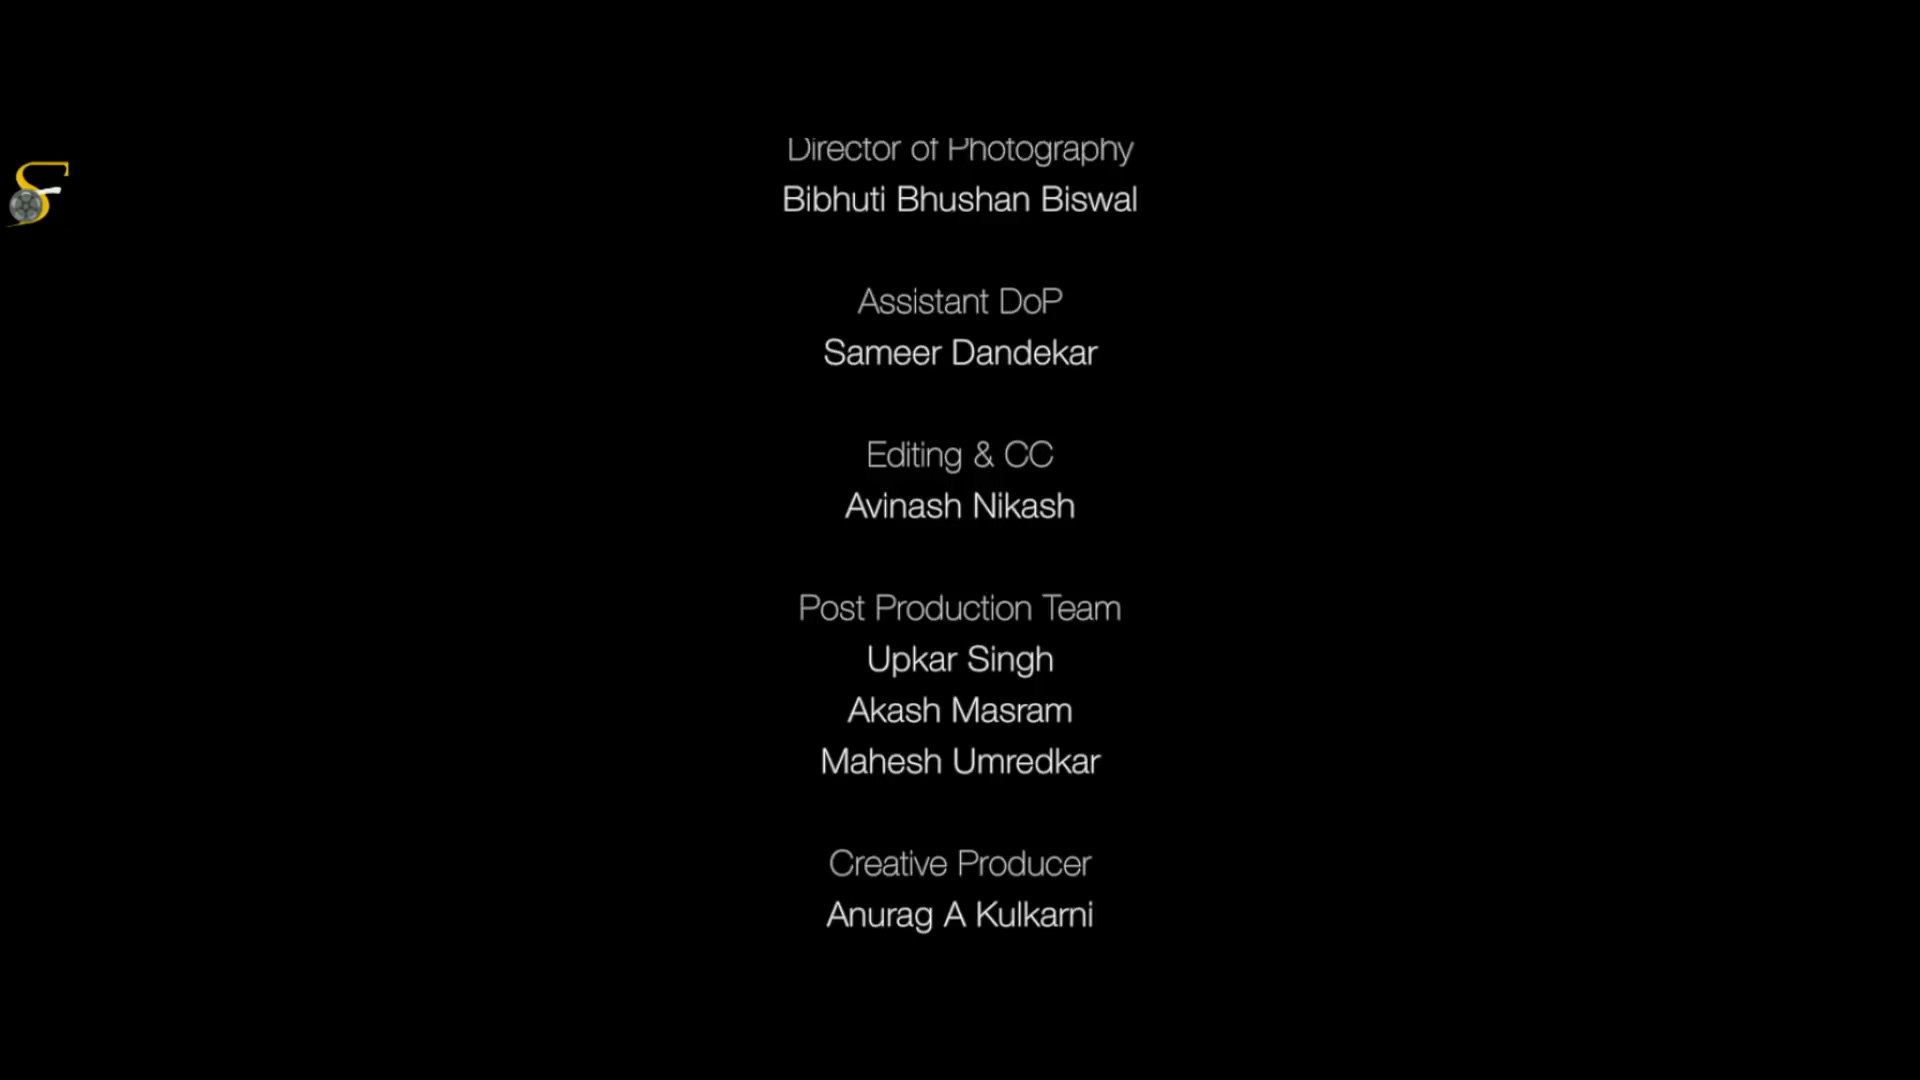 Director of Photography
Bibhuti Bhushan Biswal
Assistant DoP
Sameer Dandekar
Editing & CC
Avinash Nikash
Post Production Team
Upkar Singh
Akash Masram
Mahesh Umredkar
Creative Producer
Anurag A Kulkarni